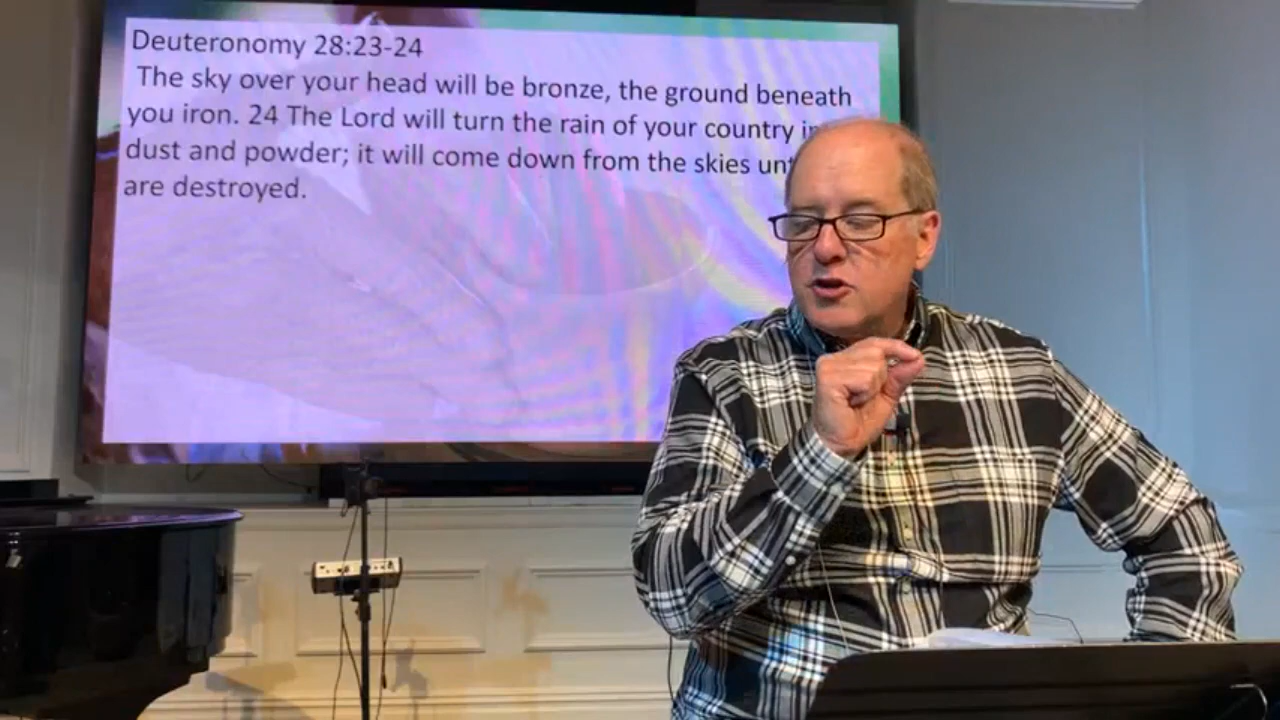 Deuteronomy 28:23-24
The sky over your head will be bronze, the ground beneath
you iron. 24 The Lord will turn the rain of your country
dust and powder; it will come down from the skies
are destroyed.